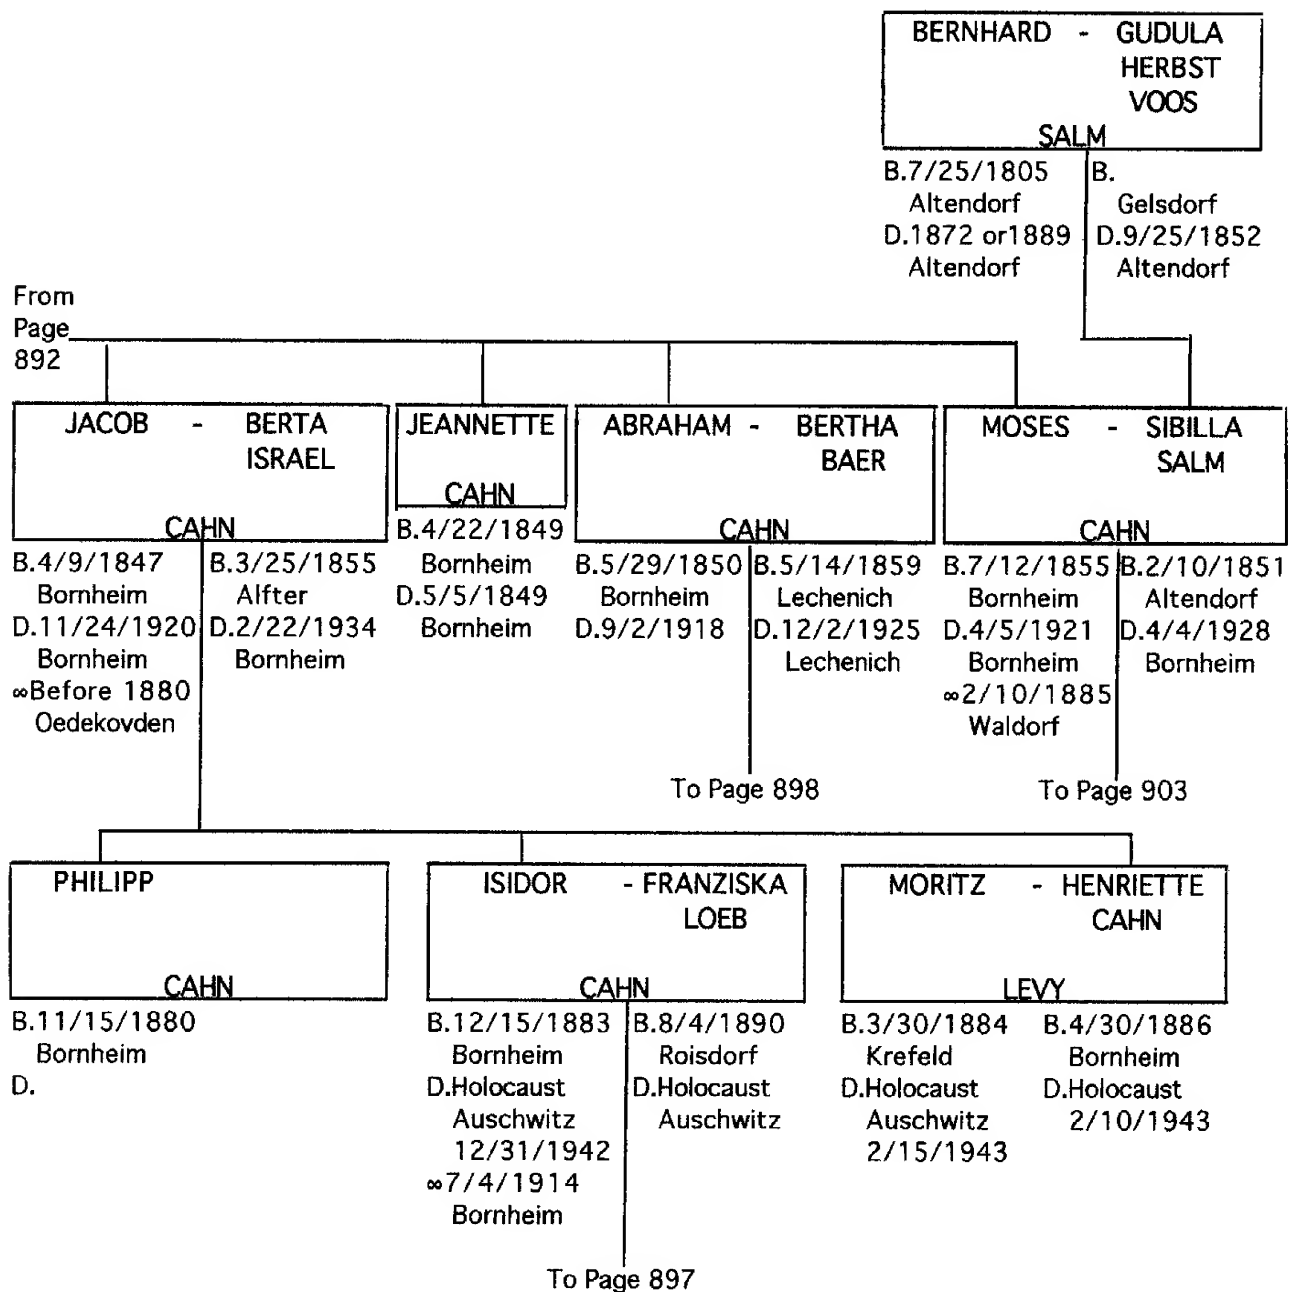 BERNHARD - GUDULA
HERBST
VOOS
SALM
B.7/25/1805
Altendorf
D.1872 or1889
Altendorf
B.
Gelsdorf
D.9/25/1852
Altendorf
From
Page
892
JACOB - BERTA
ISRAEL
CAHN
B.4/9/1847
Bornheim
D.11/24/1920
Bornheim
∞Before 1880
Oedekovden
B.3/25/1855
Alfter
D.2/22/1934
Bornheim
JEANNETTE
CAHN
B.4/22/1849
Bornheim
D.5/5/1849
Bornheim
ABRAHAM - BERTHA
BAER
CAHN
B.5/29/1850
Bornheim
D.9/2/1918
B.5/14/1859
Lechenich
D.12/2/1925
Lechenich
To Page 898
MOSES - SIBILLA
SALM
CAHN
B.7/12/1855
Bornheim
D.4/5/1921
Bornheim
∞2/10/1885
Waldorf
B.2/10/1851
Altendorf
D.4/4/1928
Bornheim
To Page 903
PHILIPP
CAHN
B.11/15/1880
Bornheim
D.
ISIDOR - FRANZISKA
LOEB
CAHN
B.12/15/1883
Bornheim
D.Holocaust
Auschwitz
12/31/1942
∞7/4/1914
Bornheim
B.8/4/1890
Roisdorf
D.Holocaust
Auschwitz
To Page 897
MORITZ - HENRIETTE
CAHN
LEVY
B.3/30/1884
Krefeld
D.Holocaust
Auschwitz
2/15/1943
B.4/30/1886
Bornheim
D.Holocaust
2/10/1943